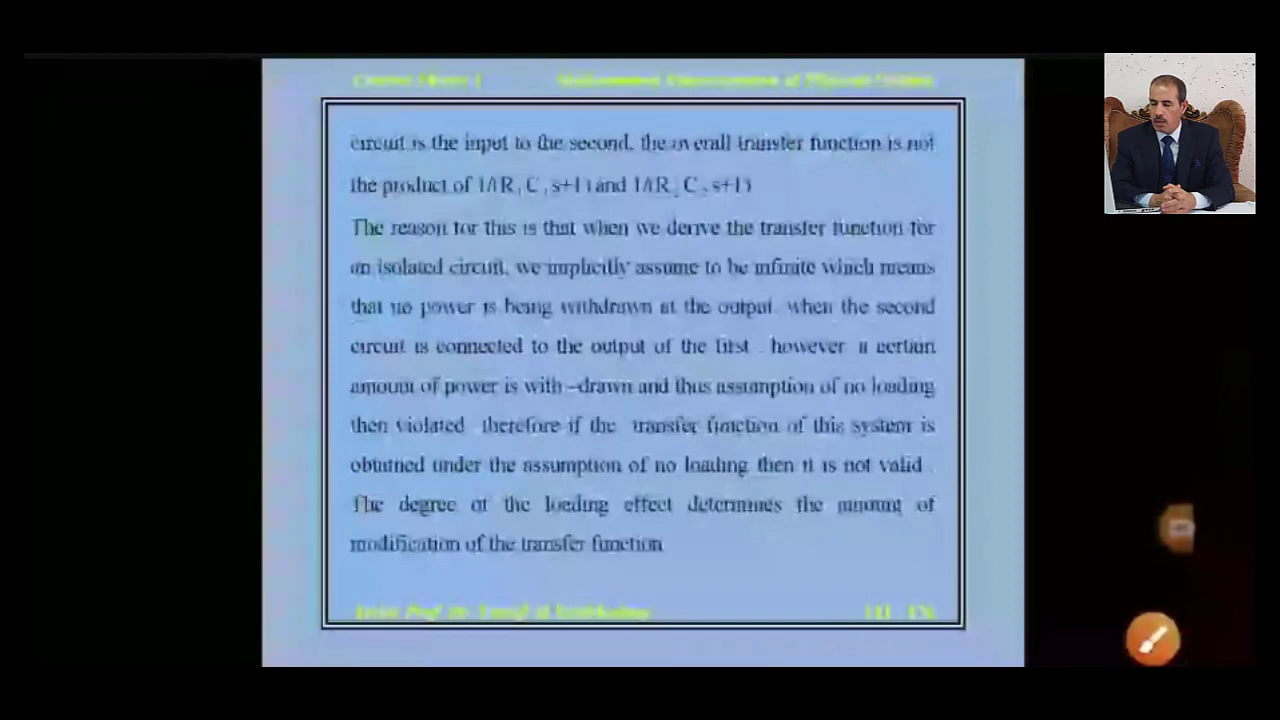 circuit is the input to the second, the overall transfer function is not
the product of 1/(R₁C₁s+1) and 1/(R₂C₂s+1)
The reason for this is that when we derive the transfer function for
an isolated circuit, we implicitly assume to be infinite which means
that no power is being withdrawn at the output. when the second
circuit is connected to the output of the first . however a certain
amount of power is with –drawn and thus assumption of no loading
then violated therefore if the transfer function of this system is
obtained under the assumption of no loading then it is not valid .
The degree of the loading effect determines the amount of
modification of the transfer function